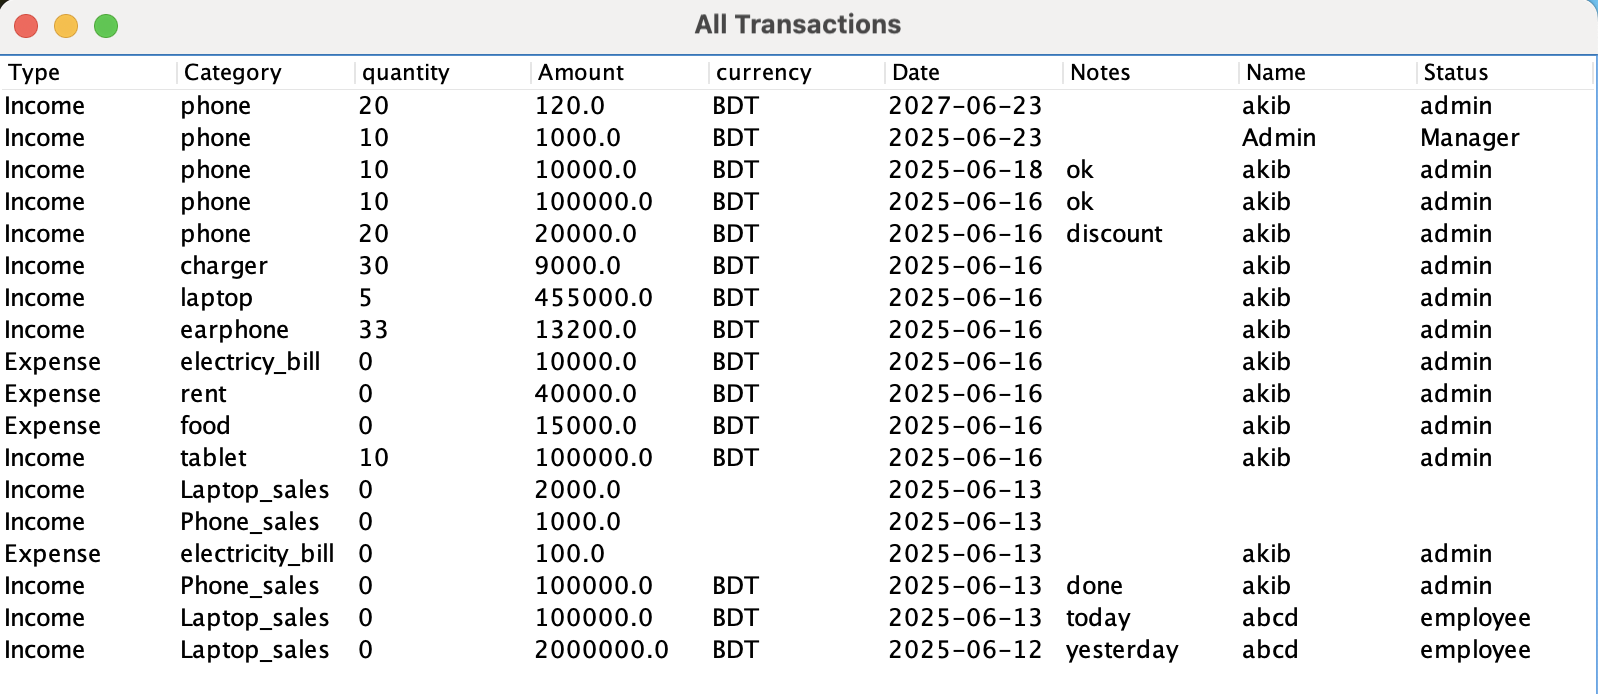 All Transactions
Type Category quantity Amount currency Date Notes Name Status
Income phone 20 120.0 BDT 2027-06-23 akib admin
Income phone 10 1000.0 BDT 2025-06-23 Admin Manager
Income phone 10 10000.0 BDT 2025-06-18 ok akib admin
Income phone 10 100000.0 BDT 2025-06-16 ok akib admin
Income phone 20 20000.0 BDT 2025-06-16 discount akib admin
Income charger 30 9000.0 BDT 2025-06-16 akib admin
Income laptop 5 455000.0 BDT 2025-06-16 akib admin
Income earphone 33 13200.0 BDT 2025-06-16 akib admin
Expense electricy_bill 0 10000.0 BDT 2025-06-16 akib admin
Expense rent 0 40000.0 BDT 2025-06-16 akib admin
Expense food 0 15000.0 BDT 2025-06-16 akib admin
Income tablet 10 100000.0 BDT 2025-06-16 akib admin
Income Laptop_sales 0 2000.0 2025-06-13
Income Phone_sales 0 1000.0 2025-06-13
Expense electricity_bill 0 100.0 2025-06-13 akib admin
Income Phone_sales 0 100000.0 BDT 2025-06-13 done akib admin
Income Laptop_sales 0 100000.0 BDT 2025-06-13 today abcd employee
Income Laptop_sales 0 2000000.0 BDT 2025-06-12 yesterday abcd employee